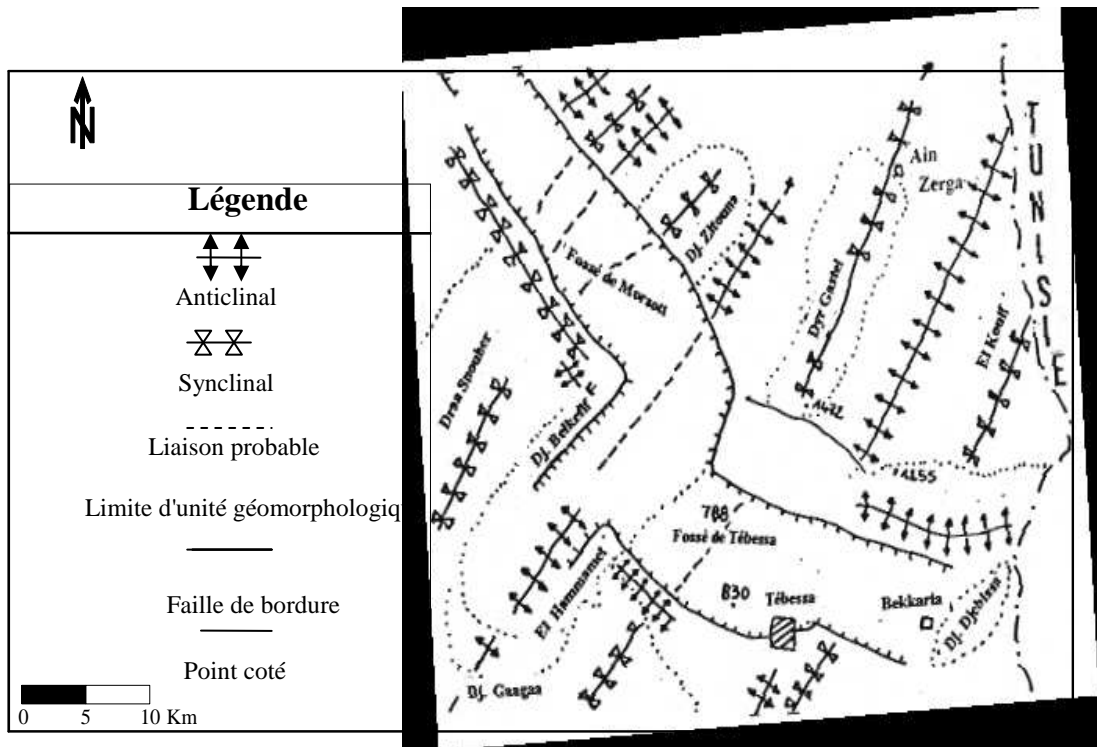 N
Légende
Anticlinal
Synclinal
Liaison probable
Limite d'unité géomorphologiq
Faille de bordure
Point coté
0 5 10 Km
TUNISIE
Ain
Zerga
Dj. Zitouna
Fossé de Morsott
Dyr Gastel
El Kouif
Draa Snouber
Dj. Belkefif F
1472
1255
788
Fossé de Tébessa
El Hammamet
830
Tébessa
Bekkaria
Dj. Djebissa
Dj. Gaagaa